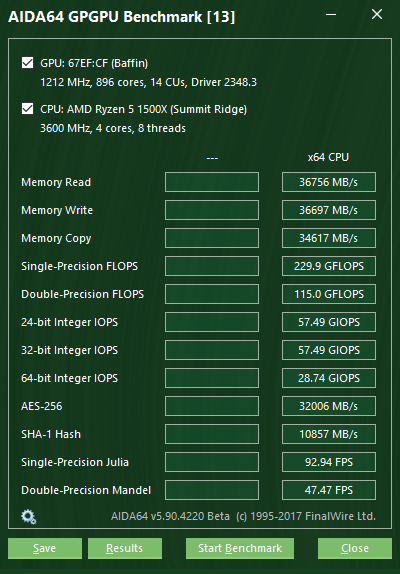 AIDA64 GPGPU Benchmark [13]
GPU: 67EF:CF (Baffin)
1212 MHz, 896 cores, 14 CUs, Driver 2348.3
CPU: AMD Ryzen 5 1500X (Summit Ridge)
3600 MHz, 4 cores, 8 threads
--- x64 CPU
Memory Read 36756 MB/s
Memory Write 36697 MB/s
Memory Copy 34617 MB/s
Single-Precision FLOPS 229.9 GFLOPS
Double-Precision FLOPS 115.0 GFLOPS
24-bit Integer IOPS 57.49 GIOPS
32-bit Integer IOPS 57.49 GIOPS
64-bit Integer IOPS 28.74 GIOPS
AES-256 32006 MB/s
SHA-1 Hash 10857 MB/s
Single-Precision Julia 92.94 FPS
Double-Precision Mandel 47.47 FPS
AIDA64 v5.90.4220 Beta (c) 1995-2017 FinalWire Ltd.
Save Results Start Benchmark Close